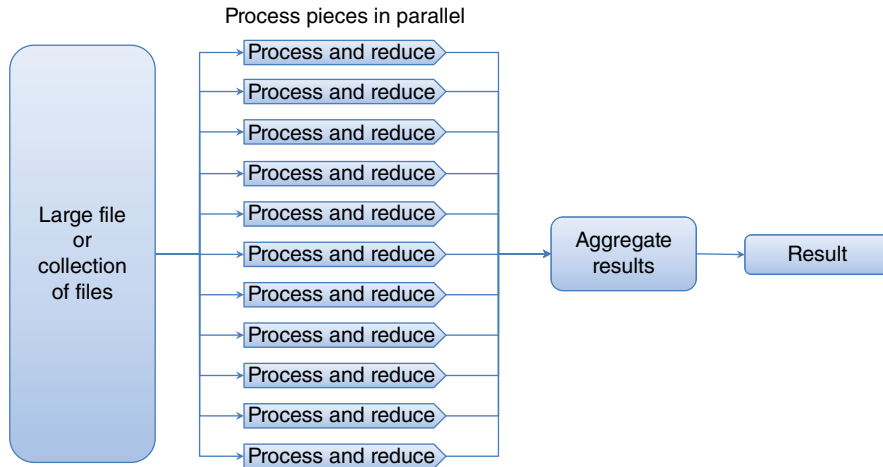 Process pieces in parallel
Process and reduce
Process and reduce
Process and reduce
Process and reduce
Process and reduce
Process and reduce
Process and reduce
Process and reduce
Process and reduce
Process and reduce
Process and reduce
Large file
or
collection
of files
Aggregate
results
Result